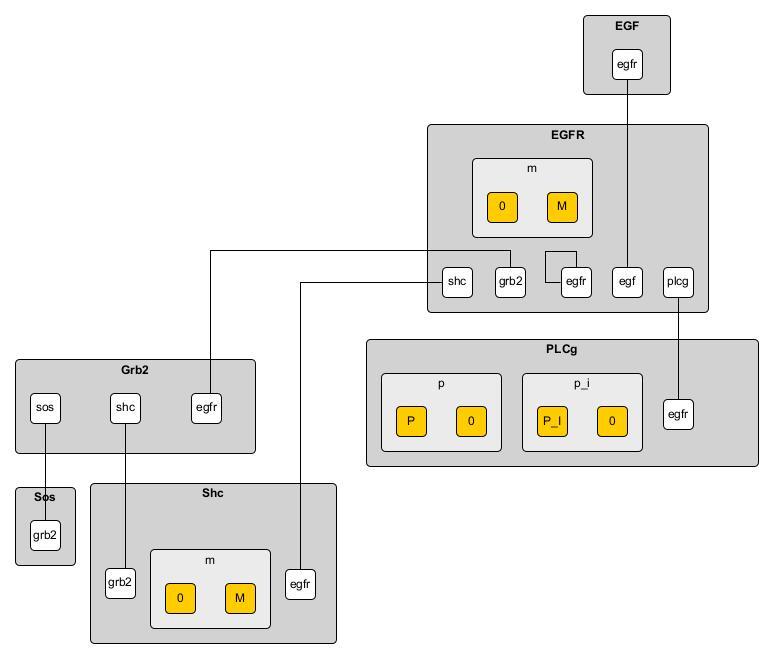 EGF
egfr
EGFR
m
0 M
shc grb2 egfr egf plcg
PLCg
p p_i
P 0 P_I 0 egfr
Grb2
sos shc egfr
Sos
grb2
Shc
m
grb2 0 M egfr